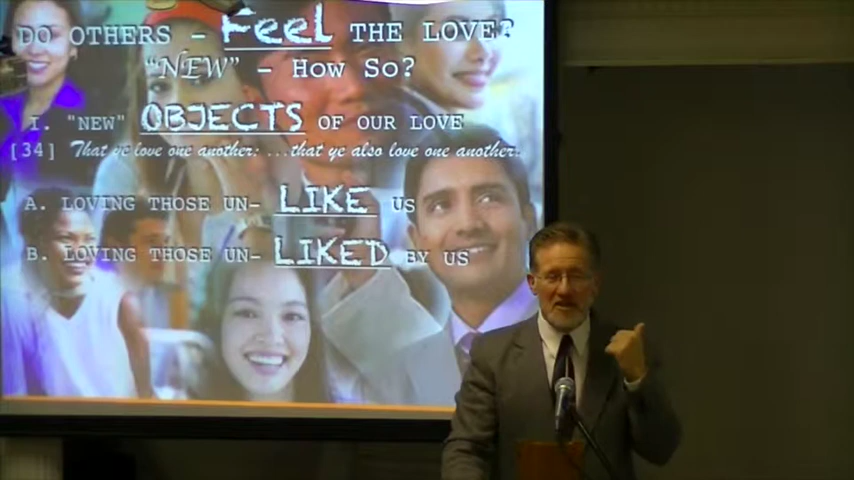 DO OTHERS - Feel THE LOVE?
"NEW" - HOW SO?
I. "NEW" OBJECTS OF OUR LOVE
[34] That ye love one another: ...that ye also love one another.
A. LOVING THOSE UN- LIKE US
B. LOVING THOSE UN- LIKED BY US